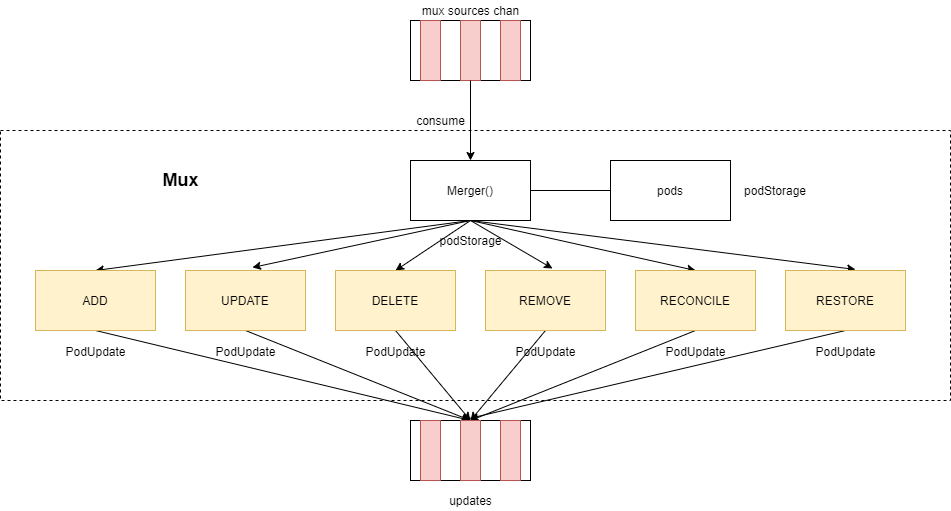 mux sources chan
consume
Mux
Merger()
pods
podStorage
podStorage
ADD
UPDATE
DELETE
REMOVE
RECONCILE
RESTORE
PodUpdate
PodUpdate
PodUpdate
PodUpdate
PodUpdate
PodUpdate
updates